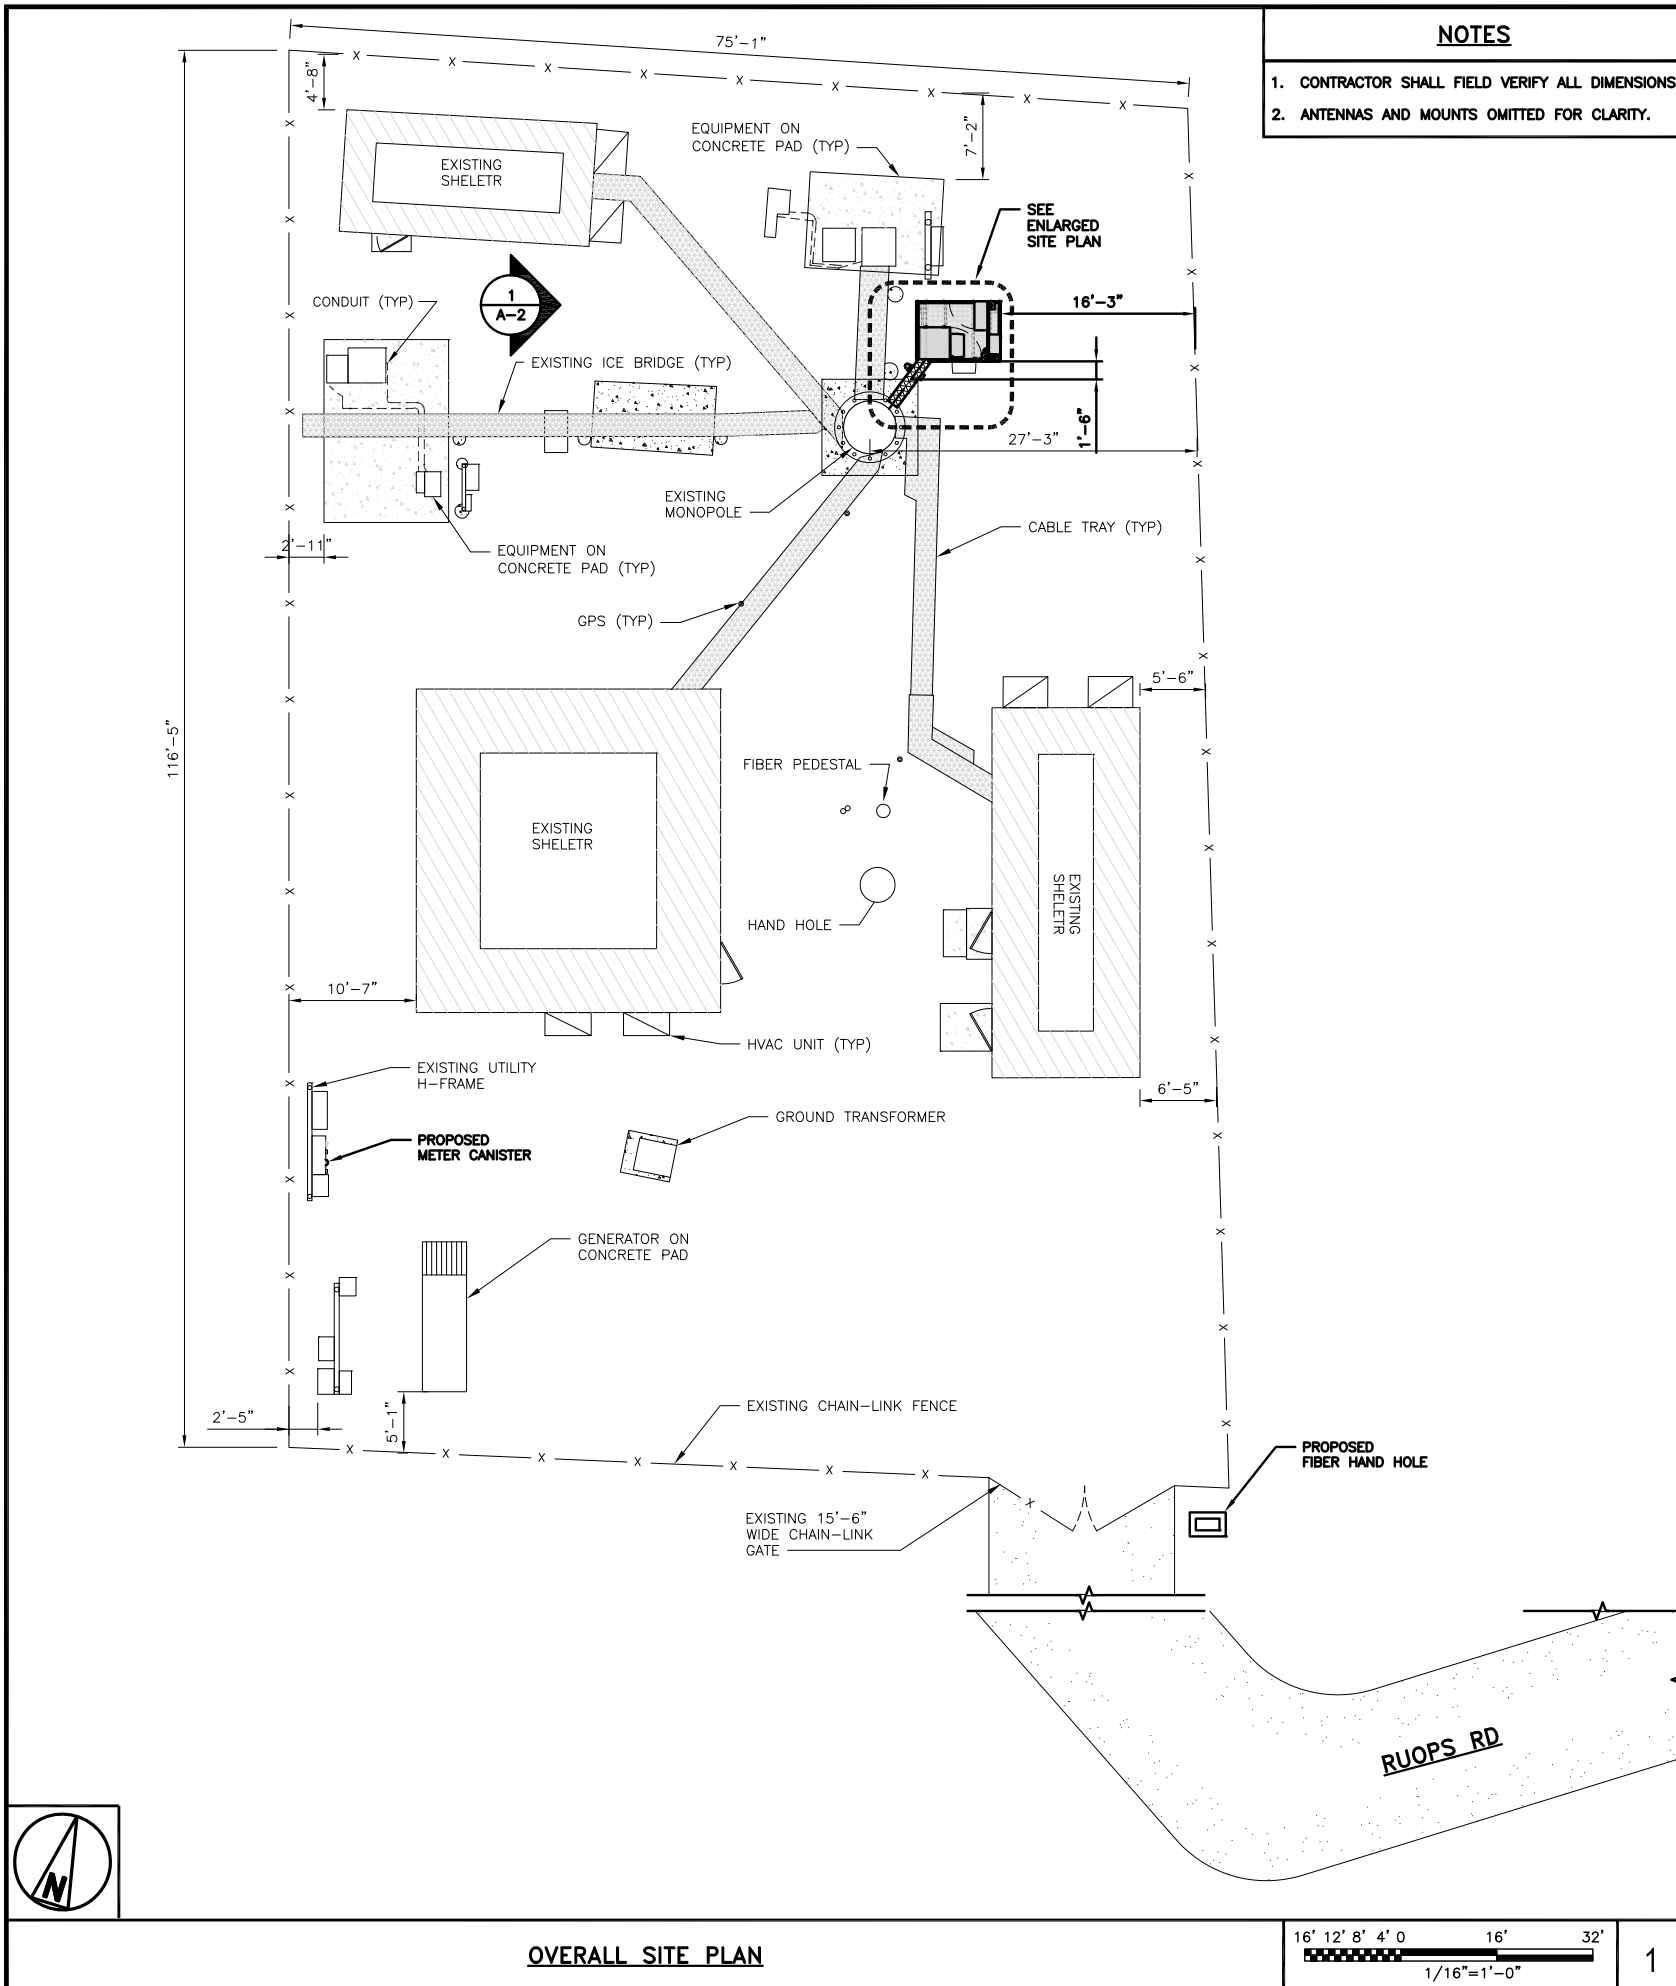 NOTES
1. CONTRACTOR SHALL FIELD VERIFY ALL DIMENSIONS
2. ANTENNAS AND MOUNTS OMITTED FOR CLARITY.
75'-1"
4'-8"
7'-2"
EQUIPMENT ON
CONCRETE PAD (TYP)
EXISTING
SHELETR
SEE
ENLARGED
SITE PLAN
1
A-2
CONDUIT (TYP)
16'-3"
EXISTING ICE BRIDGE (TYP)
1'-6"
27'-3"
EXISTING
MONOPOLE
CABLE TRAY (TYP)
2'-11"
EQUIPMENT ON
CONCRETE PAD (TYP)
GPS (TYP)
5'-6"
116'-5"
FIBER PEDESTAL
EXISTING
SHELETR
EXISTING
SHELETR
HAND HOLE
10'-7"
HVAC UNIT (TYP)
EXISTING UTILITY
H-FRAME
6'-5"
GROUND TRANSFORMER
PROPOSED
METER CANISTER
GENERATOR ON
CONCRETE PAD
2'-5"
5'-1"
EXISTING CHAIN-LINK FENCE
PROPOSED
FIBER HAND HOLE
EXISTING 15'-6"
WIDE CHAIN-LINK
GATE
RUOPS RD
N
OVERALL SITE PLAN
16' 12' 8' 4' 0 16' 32'
1/16"=1'-0"
1